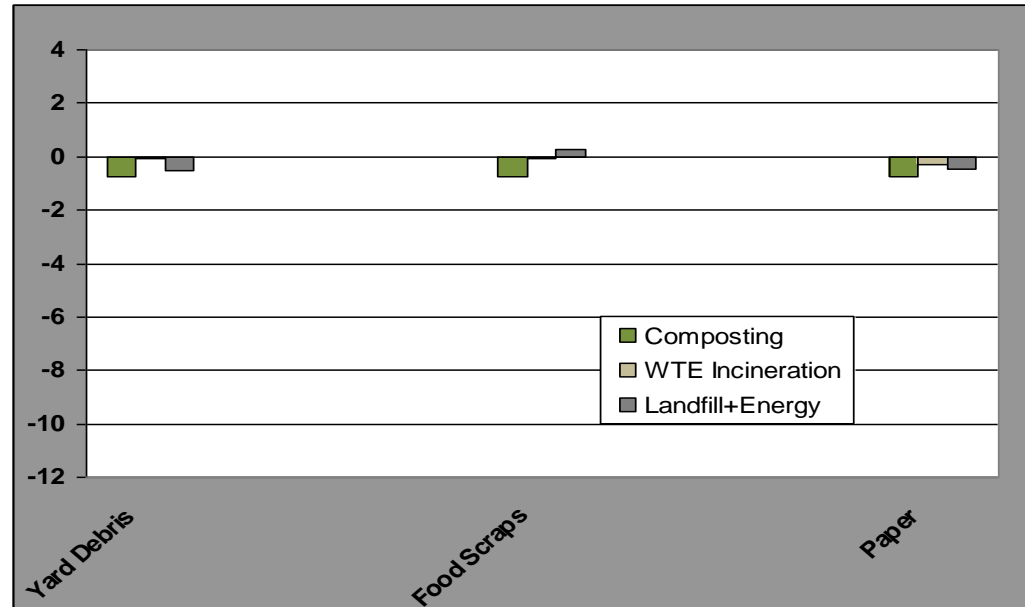 4
2
0
-2
-4
-6
-8
-10
-12
Composting
WTE Incineration
Landfill+Energy
Yard Debris
Food Scraps
Paper